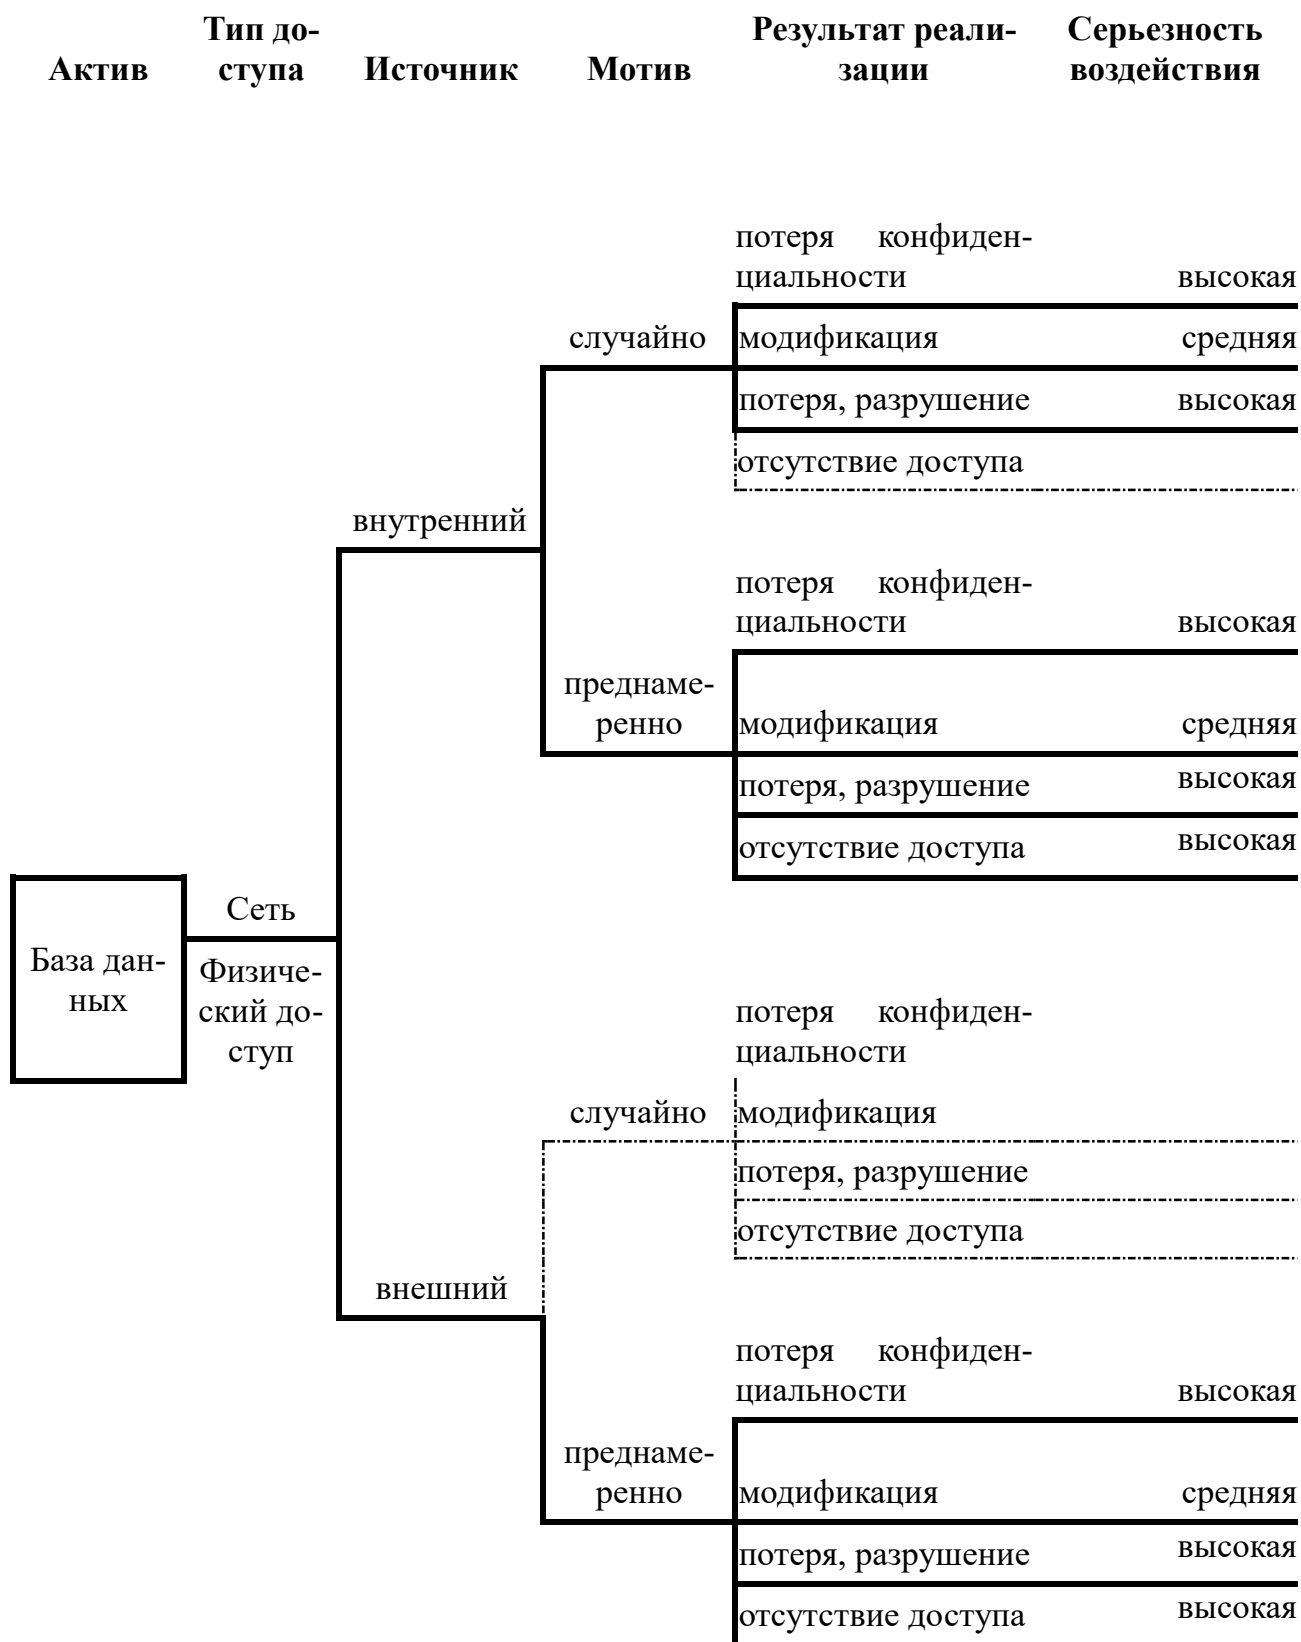 Тип до-
Результат реали-
Серьезность
Актив
ступа
Источник
Мотив
зации
воздействия
потеря конфиден-
циальности
высокая
случайно
модификация
средняя
потеря, разрушение
высокая
отсутствие доступа
внутренний
потеря конфиден-
циальности
высокая
преднаме-
ренно
модификация
средняя
потеря, разрушение
высокая
отсутствие доступа
высокая
Сеть
База дан-
ных
Физиче-
ский до-
ступ
потеря конфиден-
циальности
случайно
модификация
потеря, разрушение
отсутствие доступа
внешний
потеря конфиден-
циальности
высокая
преднаме-
ренно
модификация
средняя
потеря, разрушение
высокая
отсутствие доступа
высокая